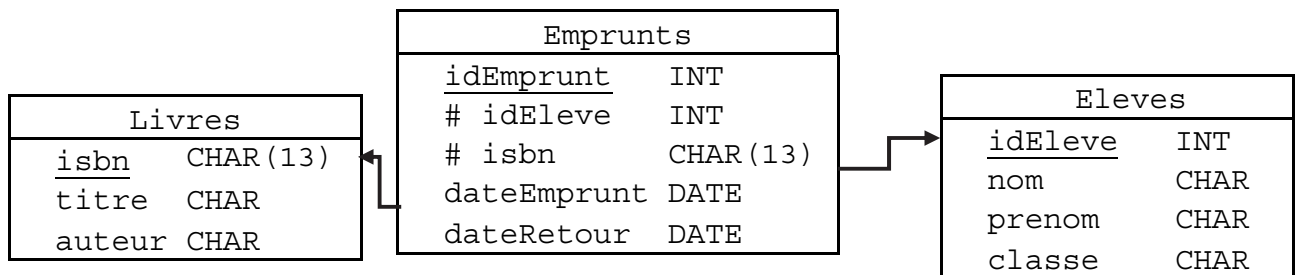 Livres
isbn CHAR(13)
titre CHAR
auteur CHAR
Emprunts
idEmprunt INT
# idEleve INT
# isbn CHAR(13)
dateEmprunt DATE
dateRetour DATE
Eleves
idEleve INT
nom CHAR
prenom CHAR
classe CHAR